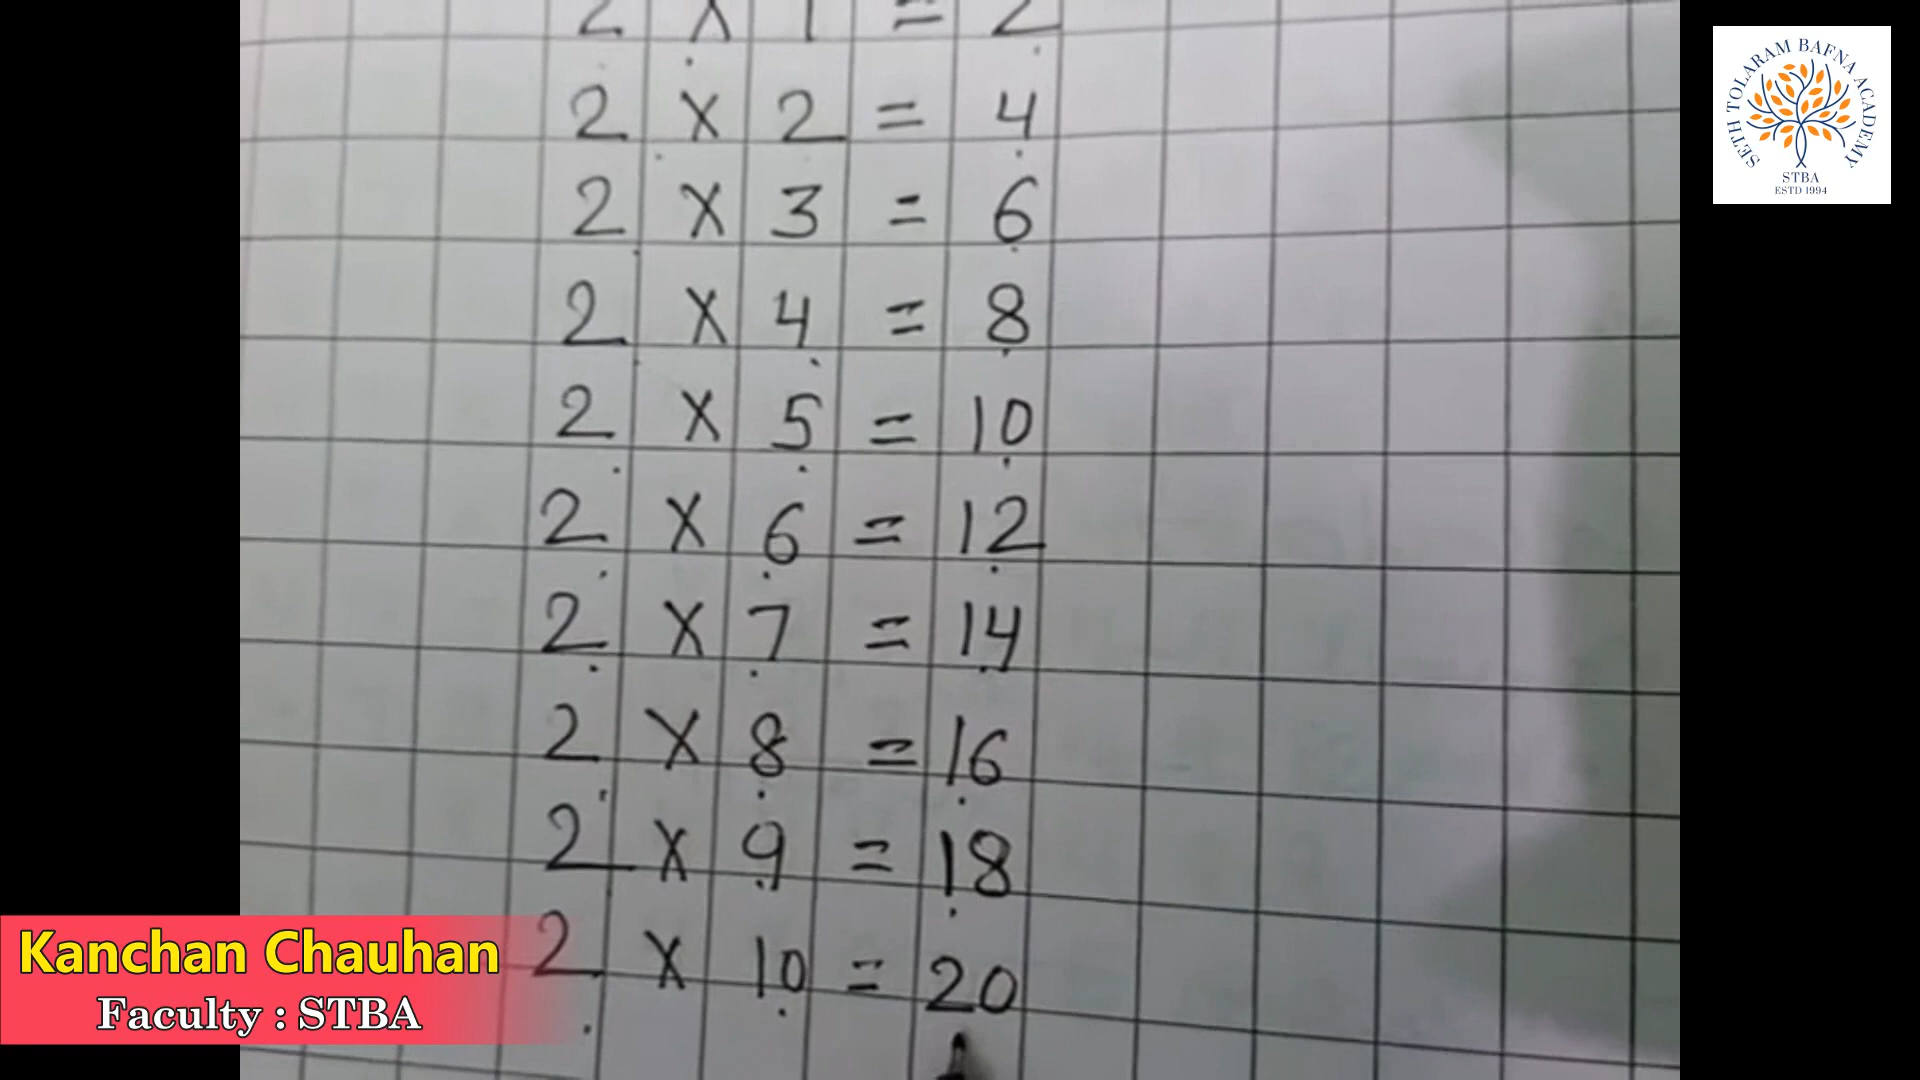 2 X 1 = 2
2 X 2 = 4
2 X 3 = 6
2 X 4 = 8
2 X 5 = 10
2 X 6 = 12
2 X 7 = 14
2 X 8 = 16
2 X 9 = 18
2 X 10 = 20
SETH TOLARAM BAFNA ACADEMY
STBA
ESTD 1994
Kanchan Chauhan
Faculty : STBA